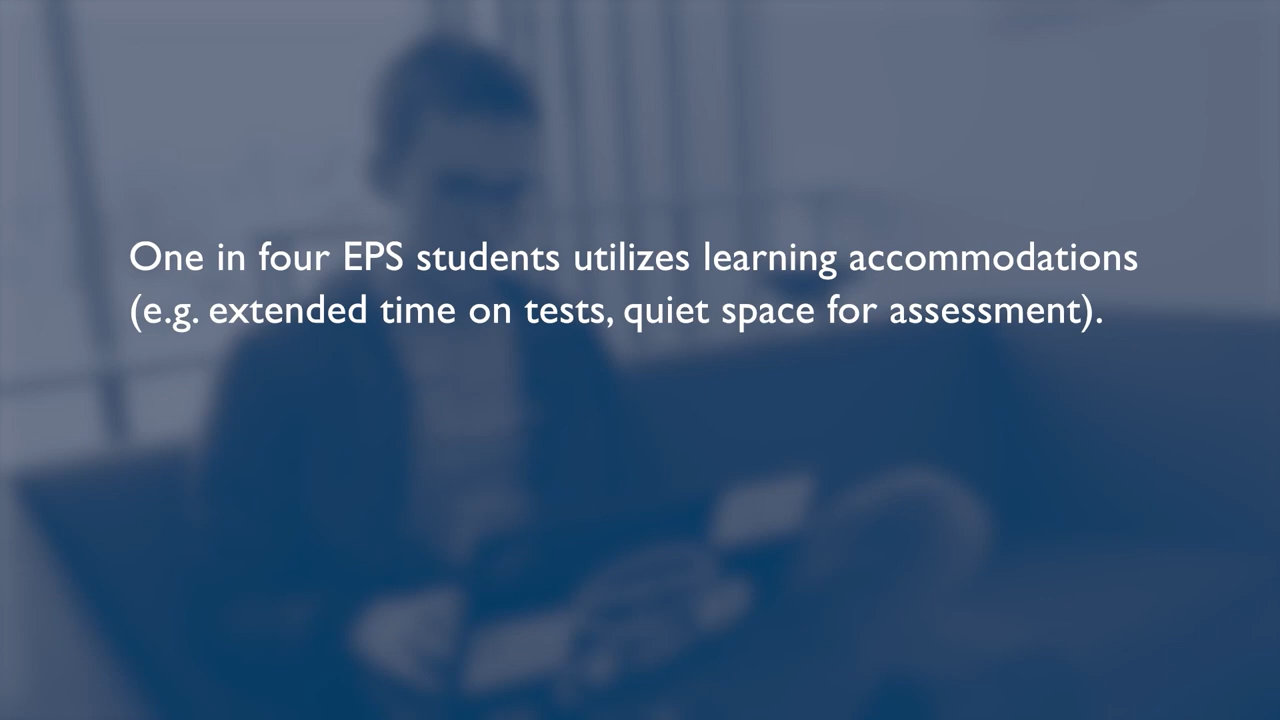 One in four EPS students utilizes learning accommodations
(e.g. extended time on tests, quiet space for assessment).